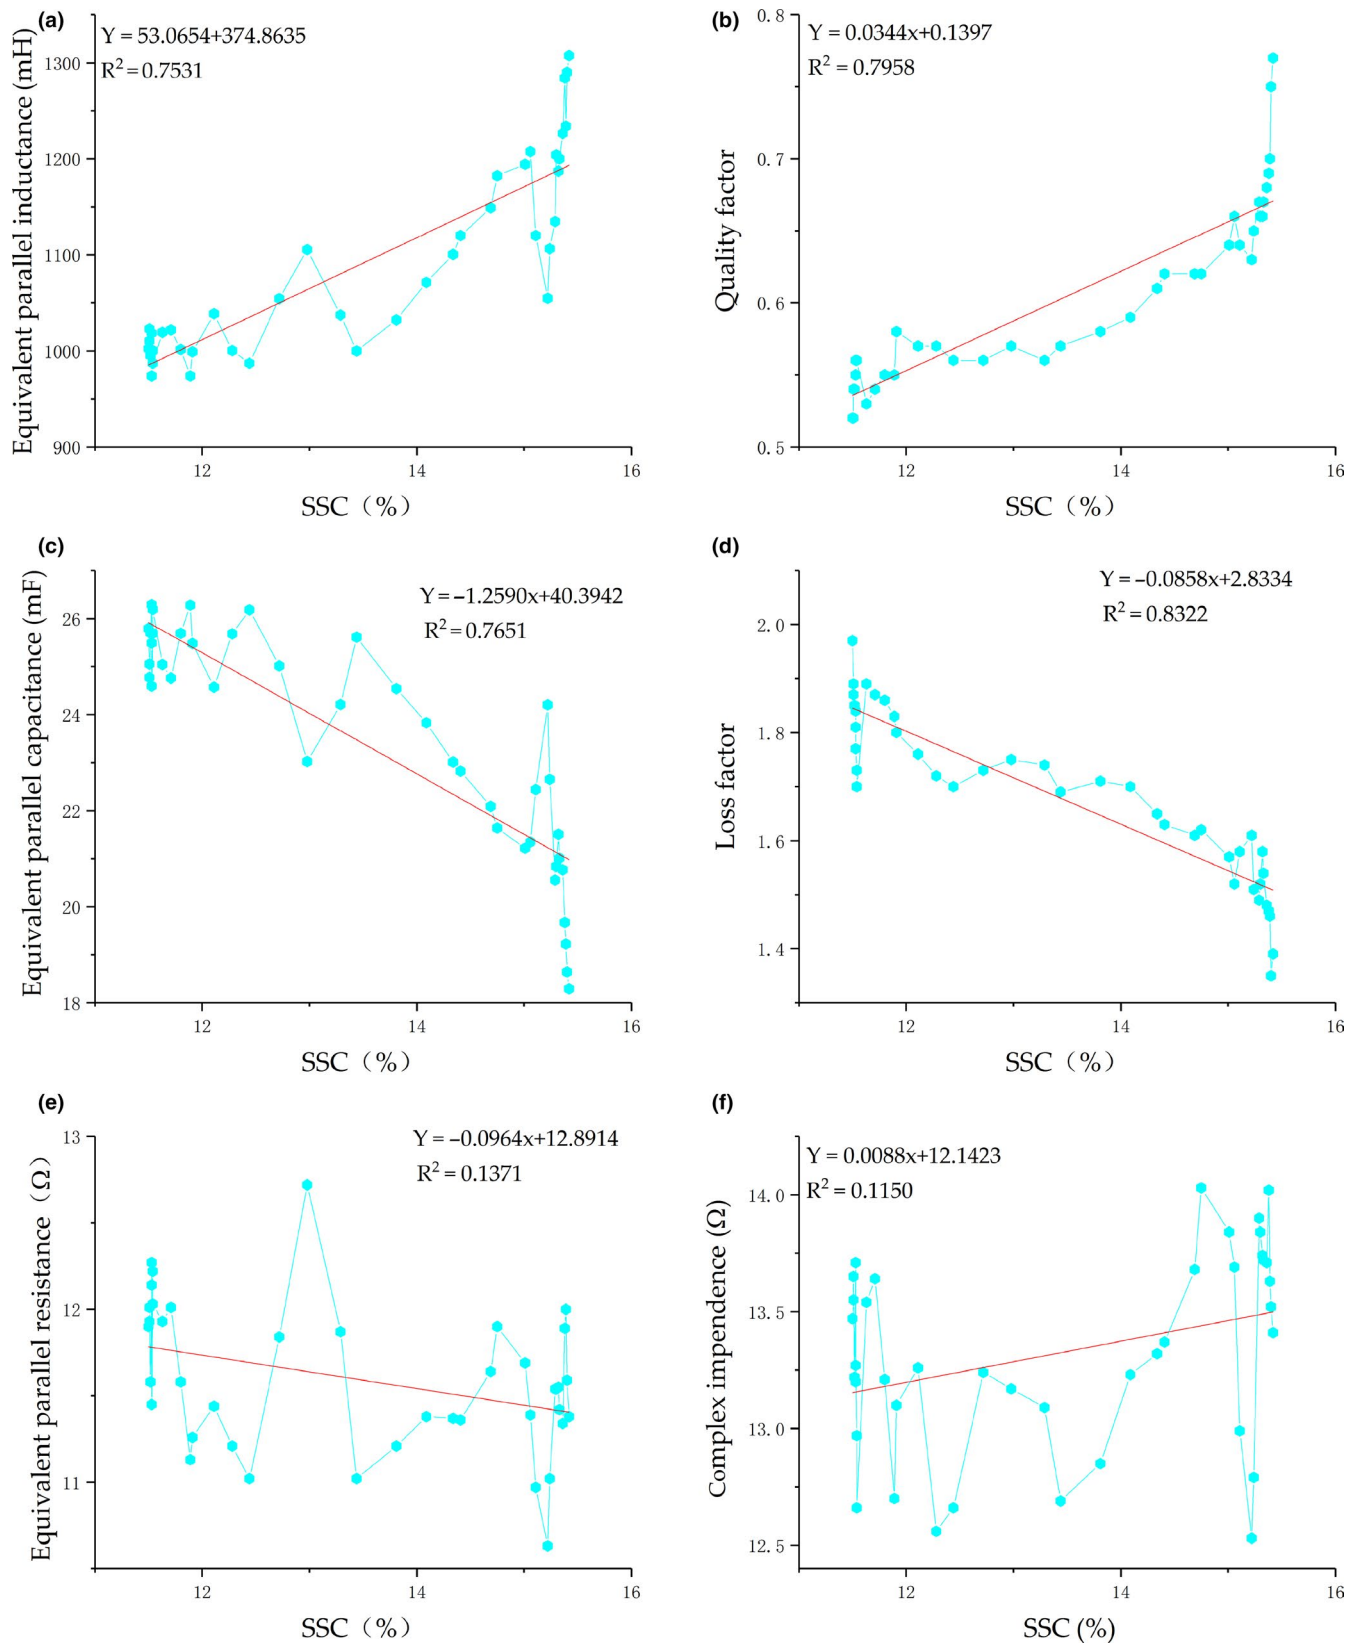 (a)
Y = 53.0654+374.8635
R² = 0.7531
Equivalent parallel inductance (mH)
1300
1200
1100
1000
900
12
14
16
SSC（%）
(b)
Y = 0.0344x+0.1397
R² = 0.7958
Quality factor
0.8
0.7
0.6
0.5
12
14
16
SSC（%）
(c)
Y = –1.2590x+40.3942
R² = 0.7651
Equivalent parallel capacitance (mF)
26
24
22
20
18
12
14
16
SSC（%）
(d)
Y = –0.0858x+2.8334
R² = 0.8322
Loss factor
2.0
1.8
1.6
1.4
12
14
16
SSC（%）
(e)
Y = –0.0964x+12.8914
R² = 0.1371
Equivalent parallel resistance（Ω）
13
12
11
12
14
16
SSC（%）
(f)
Y = 0.0088x+12.1423
R² = 0.1150
Complex impendence (Ω)
14.0
13.5
13.0
12.5
12
14
16
SSC (%)